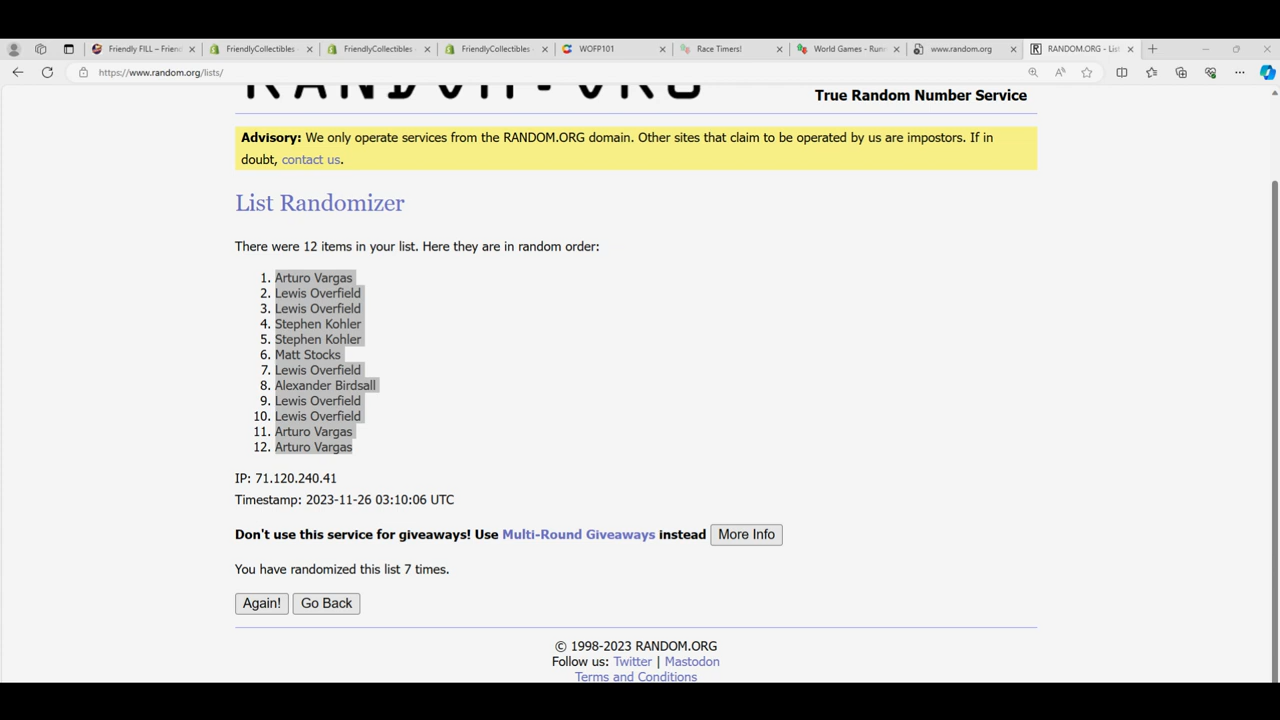 Friendly FILL – Frien
FriendlyCollectibles
FriendlyCollectibles
FriendlyCollectibles
WOFP101
Race Timers!
World Games - Run
www.random.org
RANDOM.ORG - List
https://www.random.org/lists/
RANDOM.ORG
True Random Number Service
Advisory: We only operate services from the RANDOM.ORG domain. Other sites that claim to be operated by us are impostors. If in
doubt, contact us.
List Randomizer
There were 12 items in your list. Here they are in random order:
1. Arturo Vargas
2. Lewis Overfield
3. Lewis Overfield
4. Stephen Kohler
5. Stephen Kohler
6. Matt Stocks
7. Lewis Overfield
8. Alexander Birdsall
9. Lewis Overfield
10. Lewis Overfield
11. Arturo Vargas
12. Arturo Vargas
IP: 71.120.240.41
Timestamp: 2023-11-26 03:10:06 UTC
Don't use this service for giveaways! Use Multi-Round Giveaways instead More Info
You have randomized this list 7 times.
Again! Go Back
© 1998-2023 RANDOM.ORG
Follow us: Twitter | Mastodon
Terms and Conditions